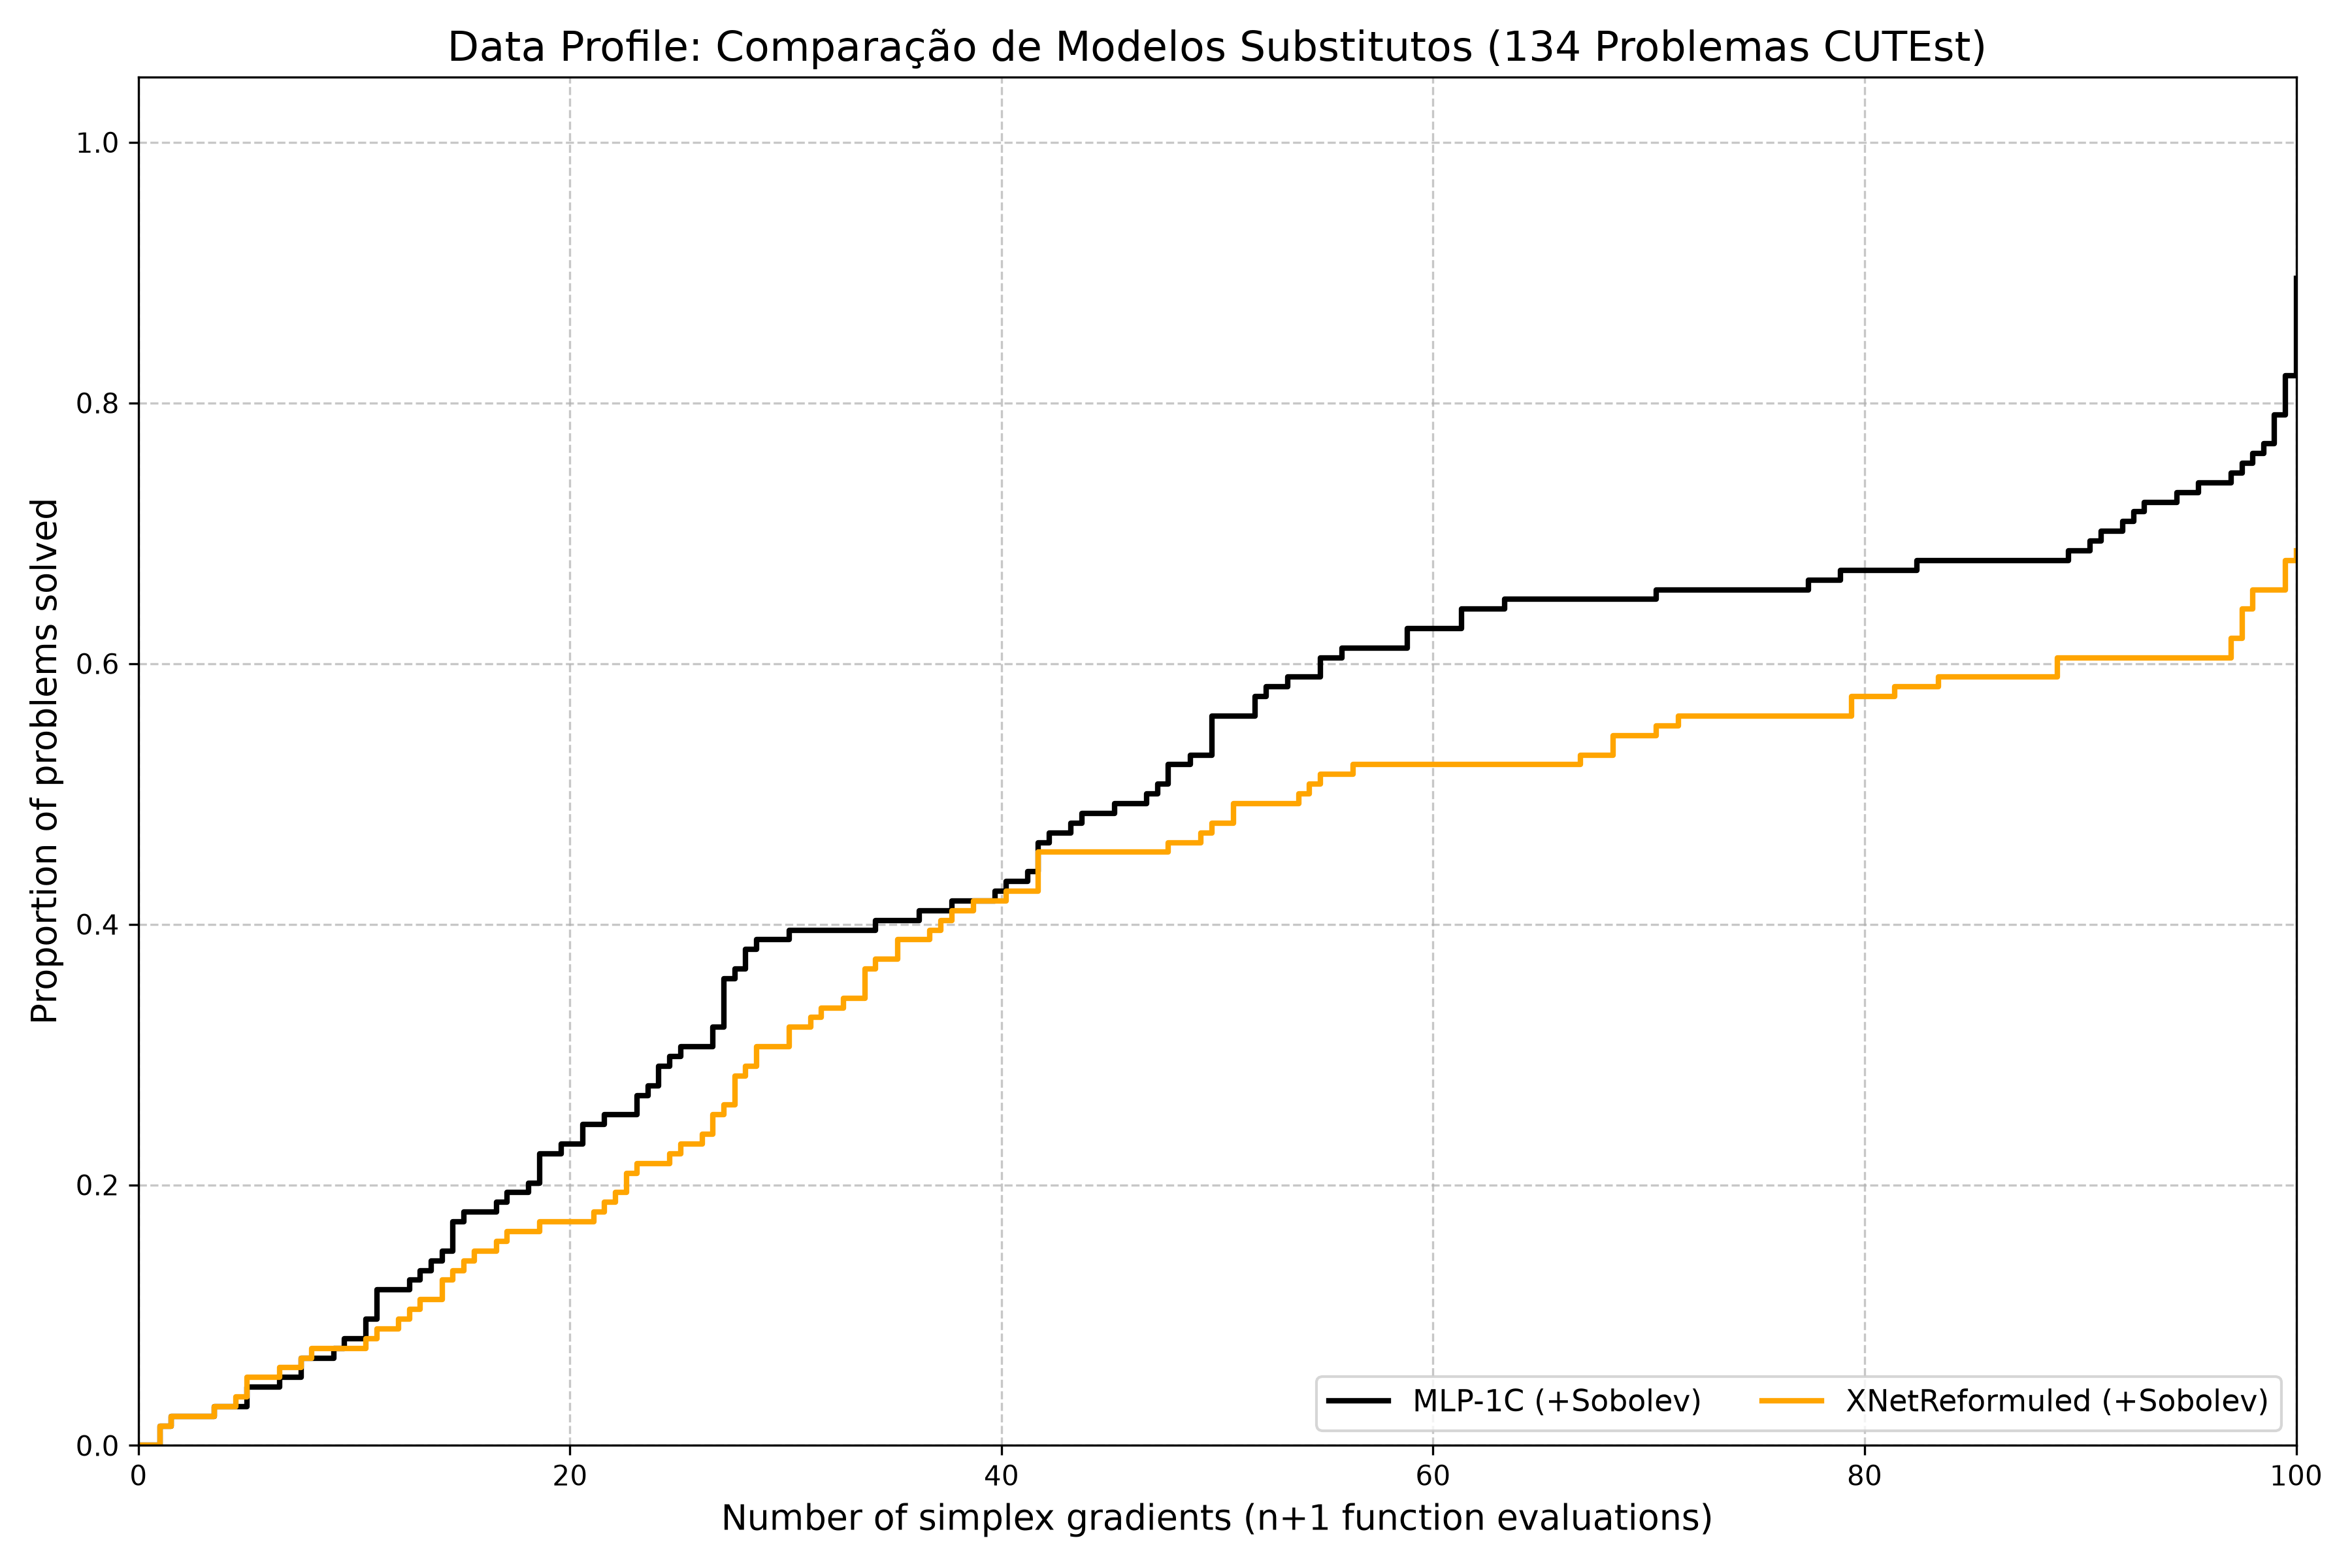 Data Profile: Comparação de Modelos Substitutos (134 Problemas CUTEst)
Proportion of problems solved
1.0
0.8
0.6
0.4
0.2
0.0
0 20 40 60 80 100
Number of simplex gradients (n+1 function evaluations)
MLP-1C (+Sobolev) XNetReformuled (+Sobolev)